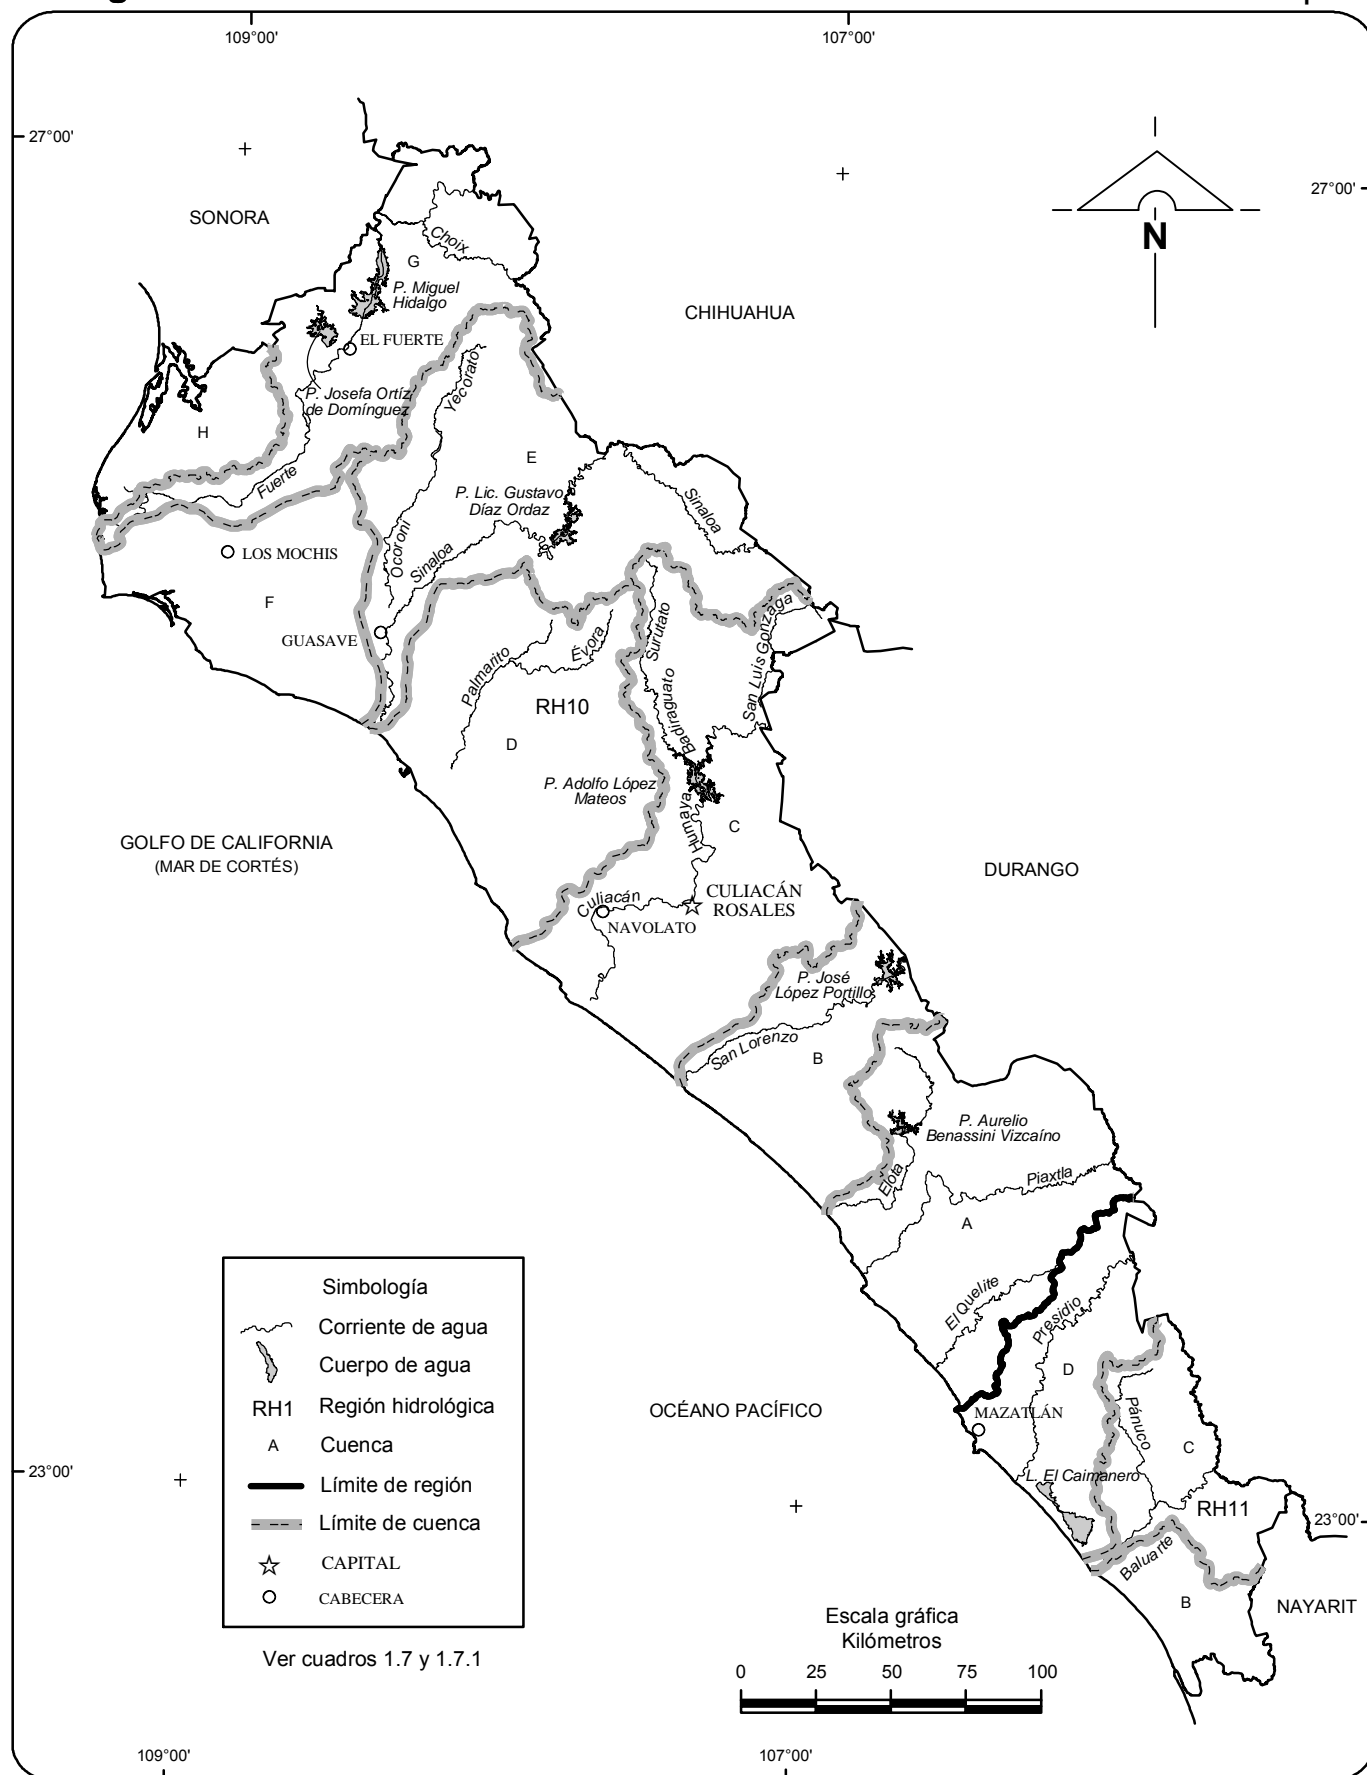 109°00'
107°00'
27°00'
27°00'
SONORA
N
Choix
G
P. Miguel
Hidalgo
CHIHUAHUA
EL FUERTE
Yecorato
P. Josefa Ortíz
de Domínguez
H
E
Fuerte
P. Lic. Gustavo
Díaz Ordaz
Sinaloa
Ocoroni
Sinaloa
LOS MOCHIS
F
GUASAVE
San Luis Gonzaga
Surutato
Évora
Palmarito
Badiraguato
RH10
D
P. Adolfo López
Mateos
Humaya
C
GOLFO DE CALIFORNIA
(MAR DE CORTÉS)
DURANGO
CULIACÁN
ROSALES
Culiacán
NAVOLATO
P. José
López Portillo
San Lorenzo
B
P. Aurelio
Benassini Vizcaíno
Elota
Piaxtla
A
El Quelite
Presidio
D
OCÉANO PACÍFICO
MAZATLÁN
Pánuco
C
L. El Caimanero
RH11
23°00'
23°00'
Baluarte
B
NAYARIT
Simbología
Corriente de agua
Cuerpo de agua
RH1 Región hidrológica
A Cuenca
Límite de región
Límite de cuenca
CAPITAL
CABECERA
Ver cuadros 1.7 y 1.7.1
Escala gráfica
Kilómetros
0 25 50 75 100
109°00'
107°00'